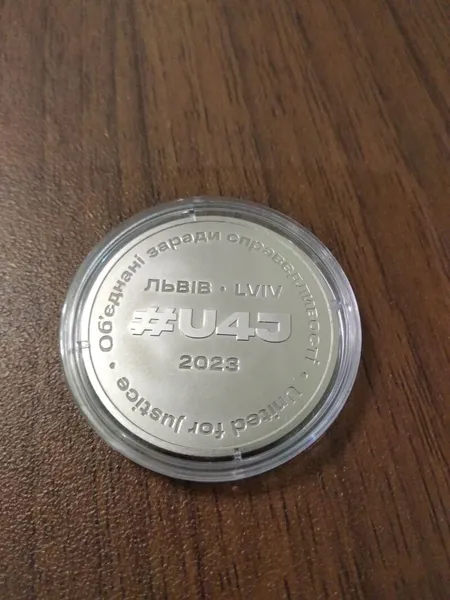 Об'єднані заради справедливості •
ЛЬВІВ • LVIV
#U4J
2023
United for justice •